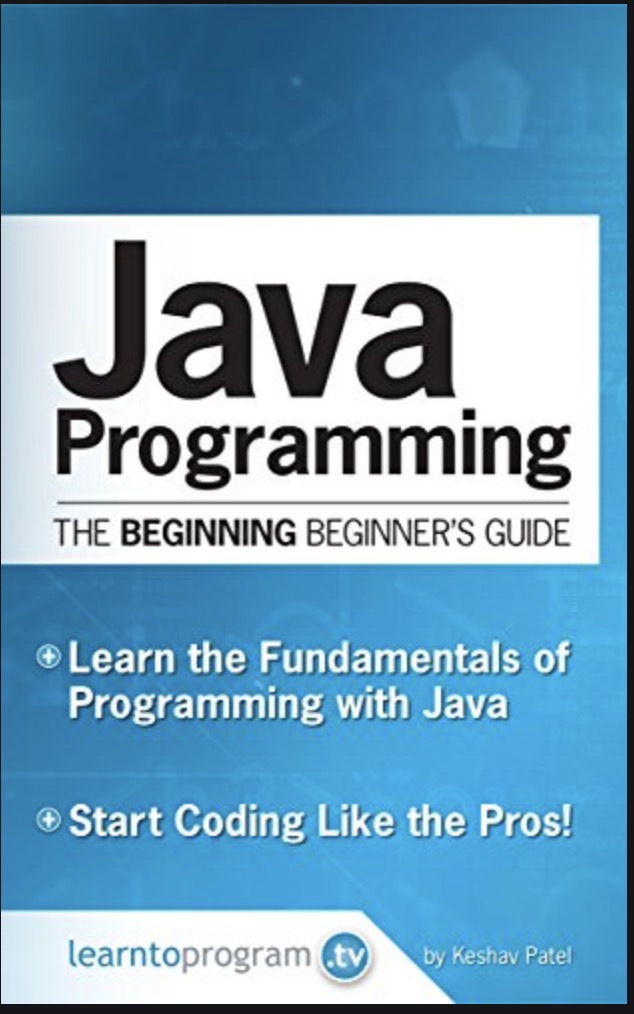 Java
Programming
THE BEGINNING BEGINNER'S GUIDE
Learn the Fundamentals of
Programming with Java
Start Coding Like the Pros!
learntoprogram.tv
by Keshav Patel